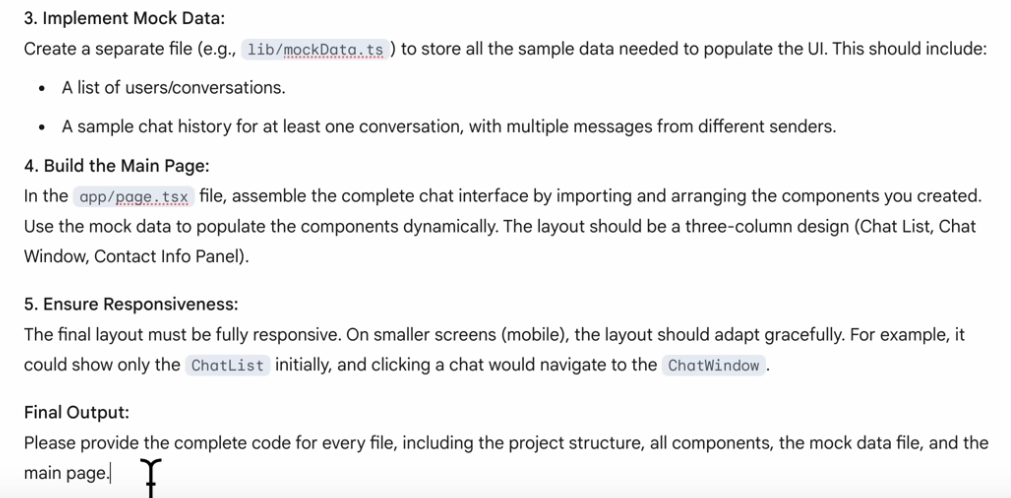 3. Implement Mock Data:
Create a separate file (e.g., lib/mockData.ts) to store all the sample data needed to populate the UI. This should include:
• A list of users/conversations.
• A sample chat history for at least one conversation, with multiple messages from different senders.
4. Build the Main Page:
In the app/page.tsx file, assemble the complete chat interface by importing and arranging the components you created.
Use the mock data to populate the components dynamically. The layout should be a three-column design (Chat List, Chat
Window, Contact Info Panel).
5. Ensure Responsiveness:
The final layout must be fully responsive. On smaller screens (mobile), the layout should adapt gracefully. For example, it
could show only the ChatList initially, and clicking a chat would navigate to the ChatWindow.
Final Output:
Please provide the complete code for every file, including the project structure, all components, the mock data file, and the
main page.